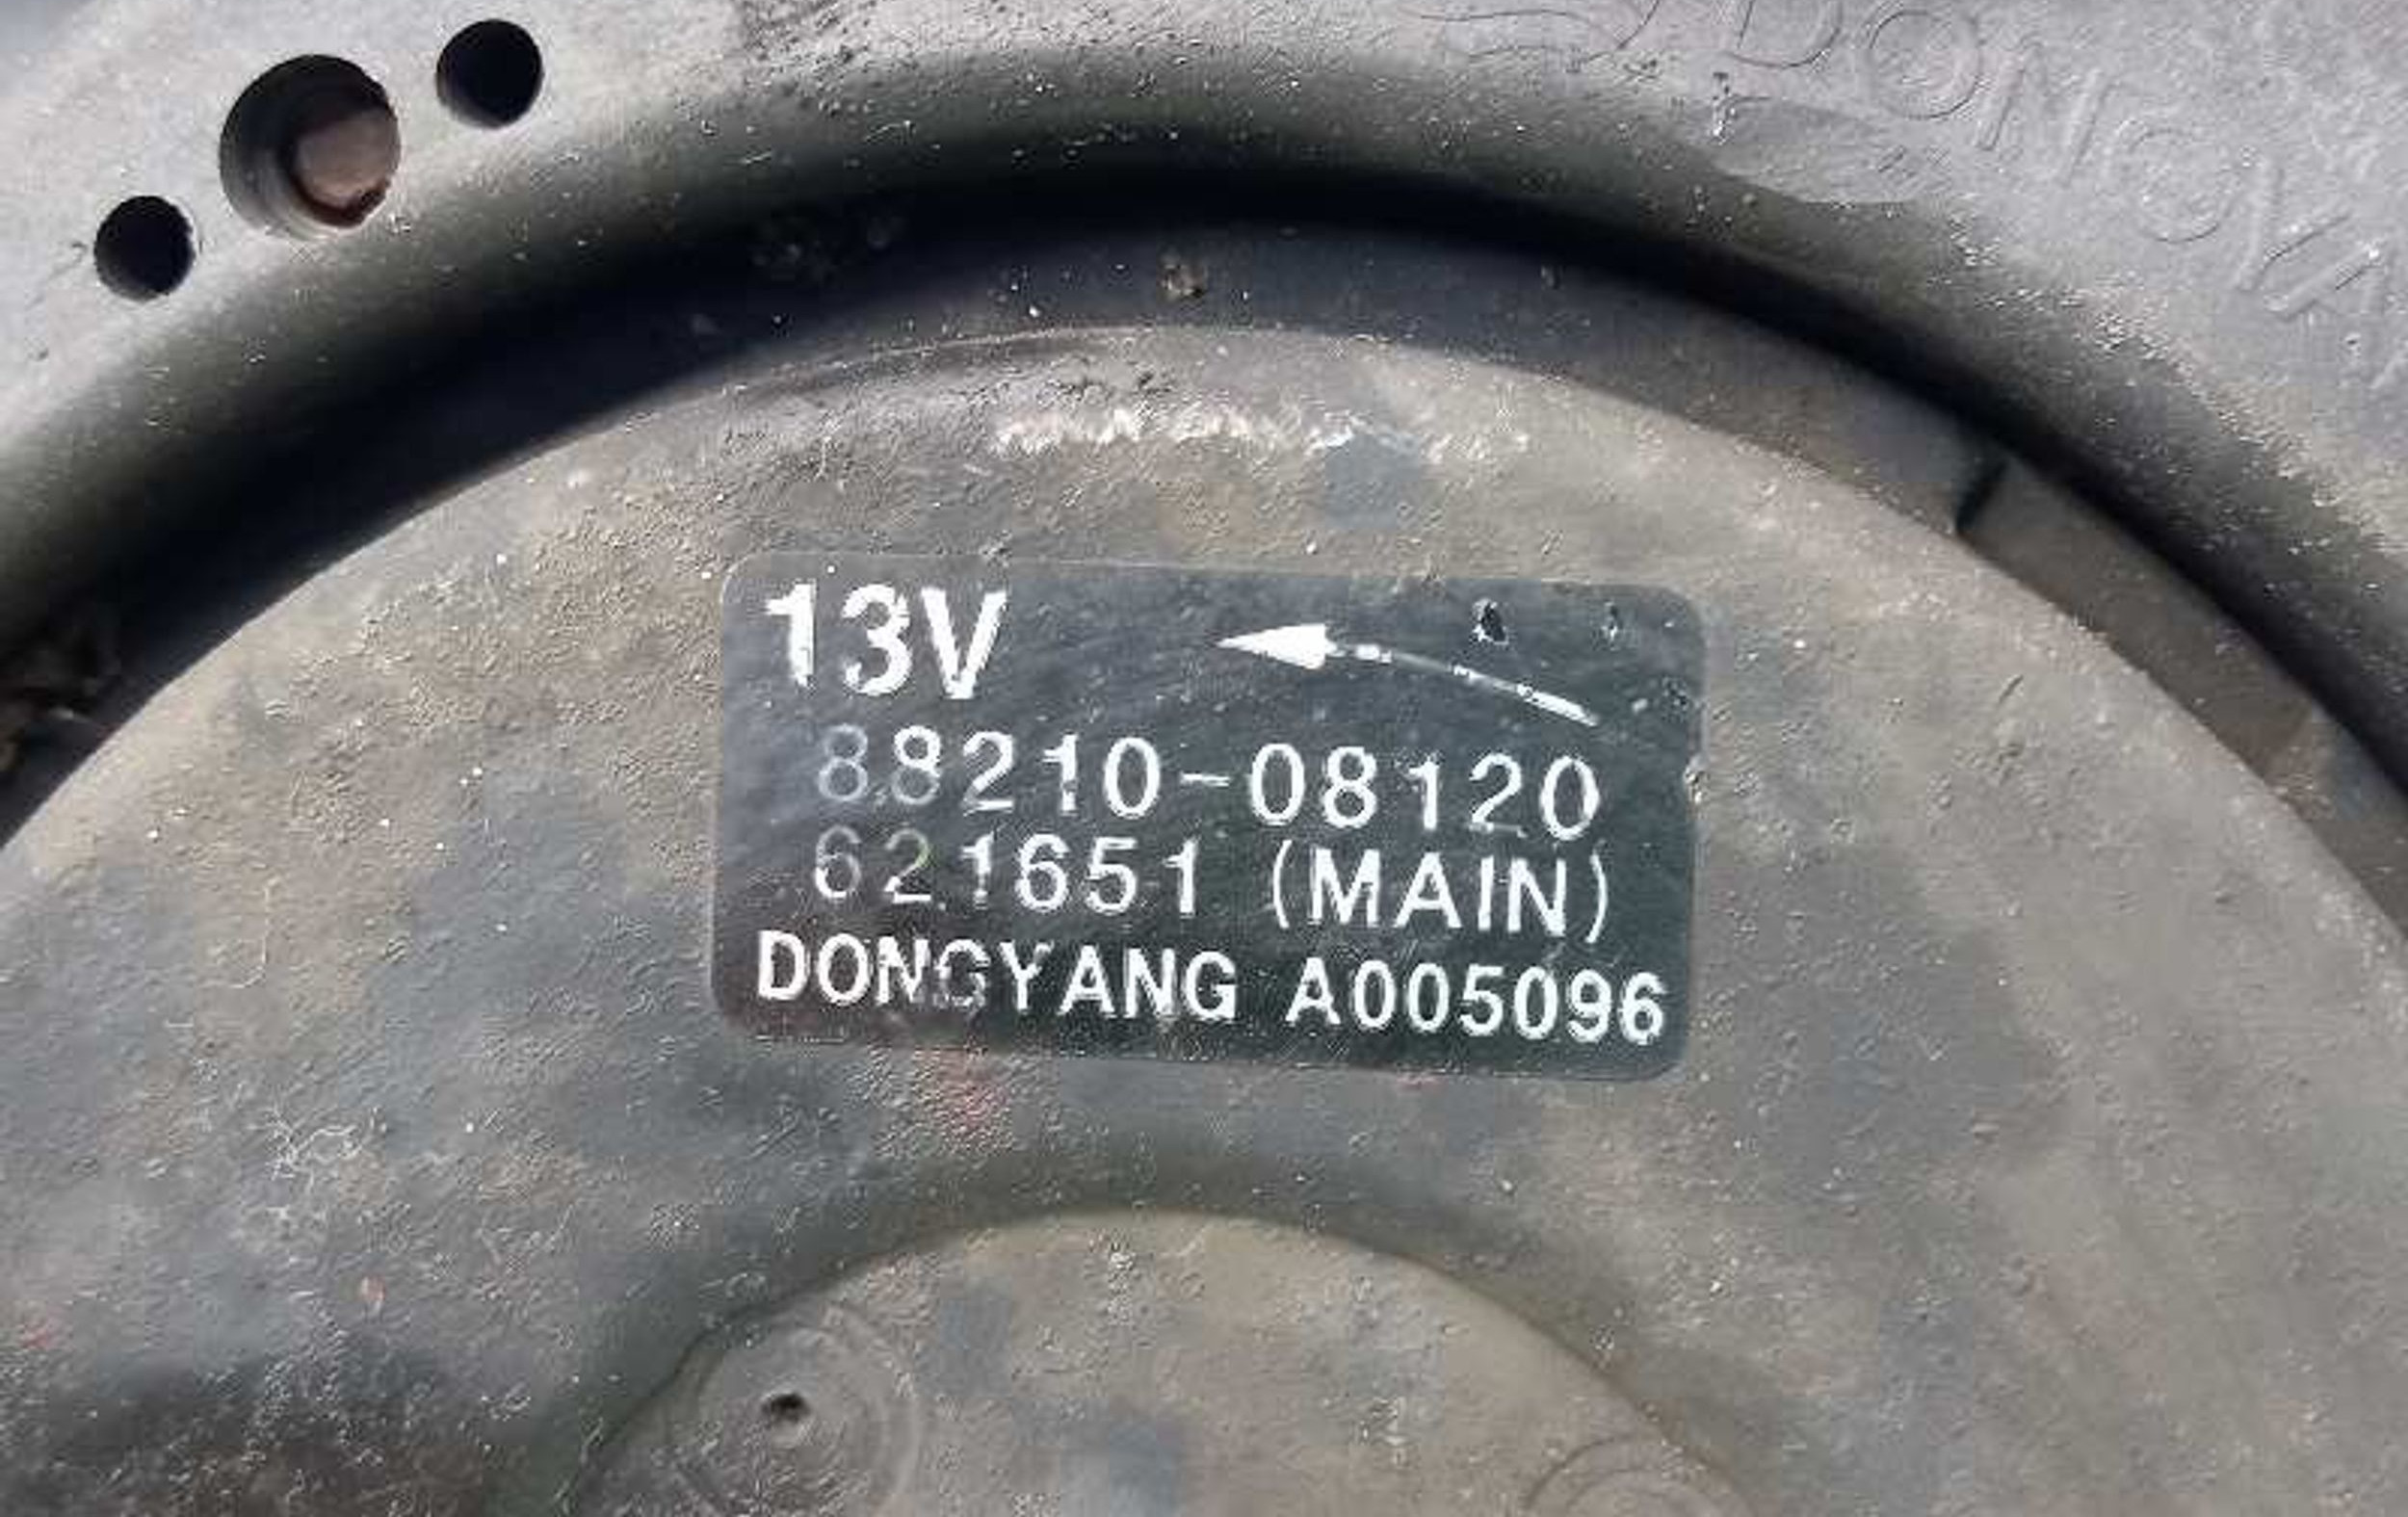 13V
88210-08120
621651 (MAIN)
DONGYANG A005096